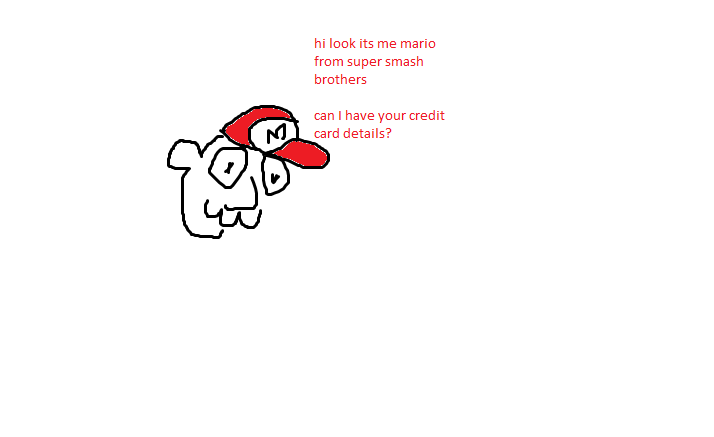 hi look its me mario
from super smash
brothers
can I have your credit
card details?
M